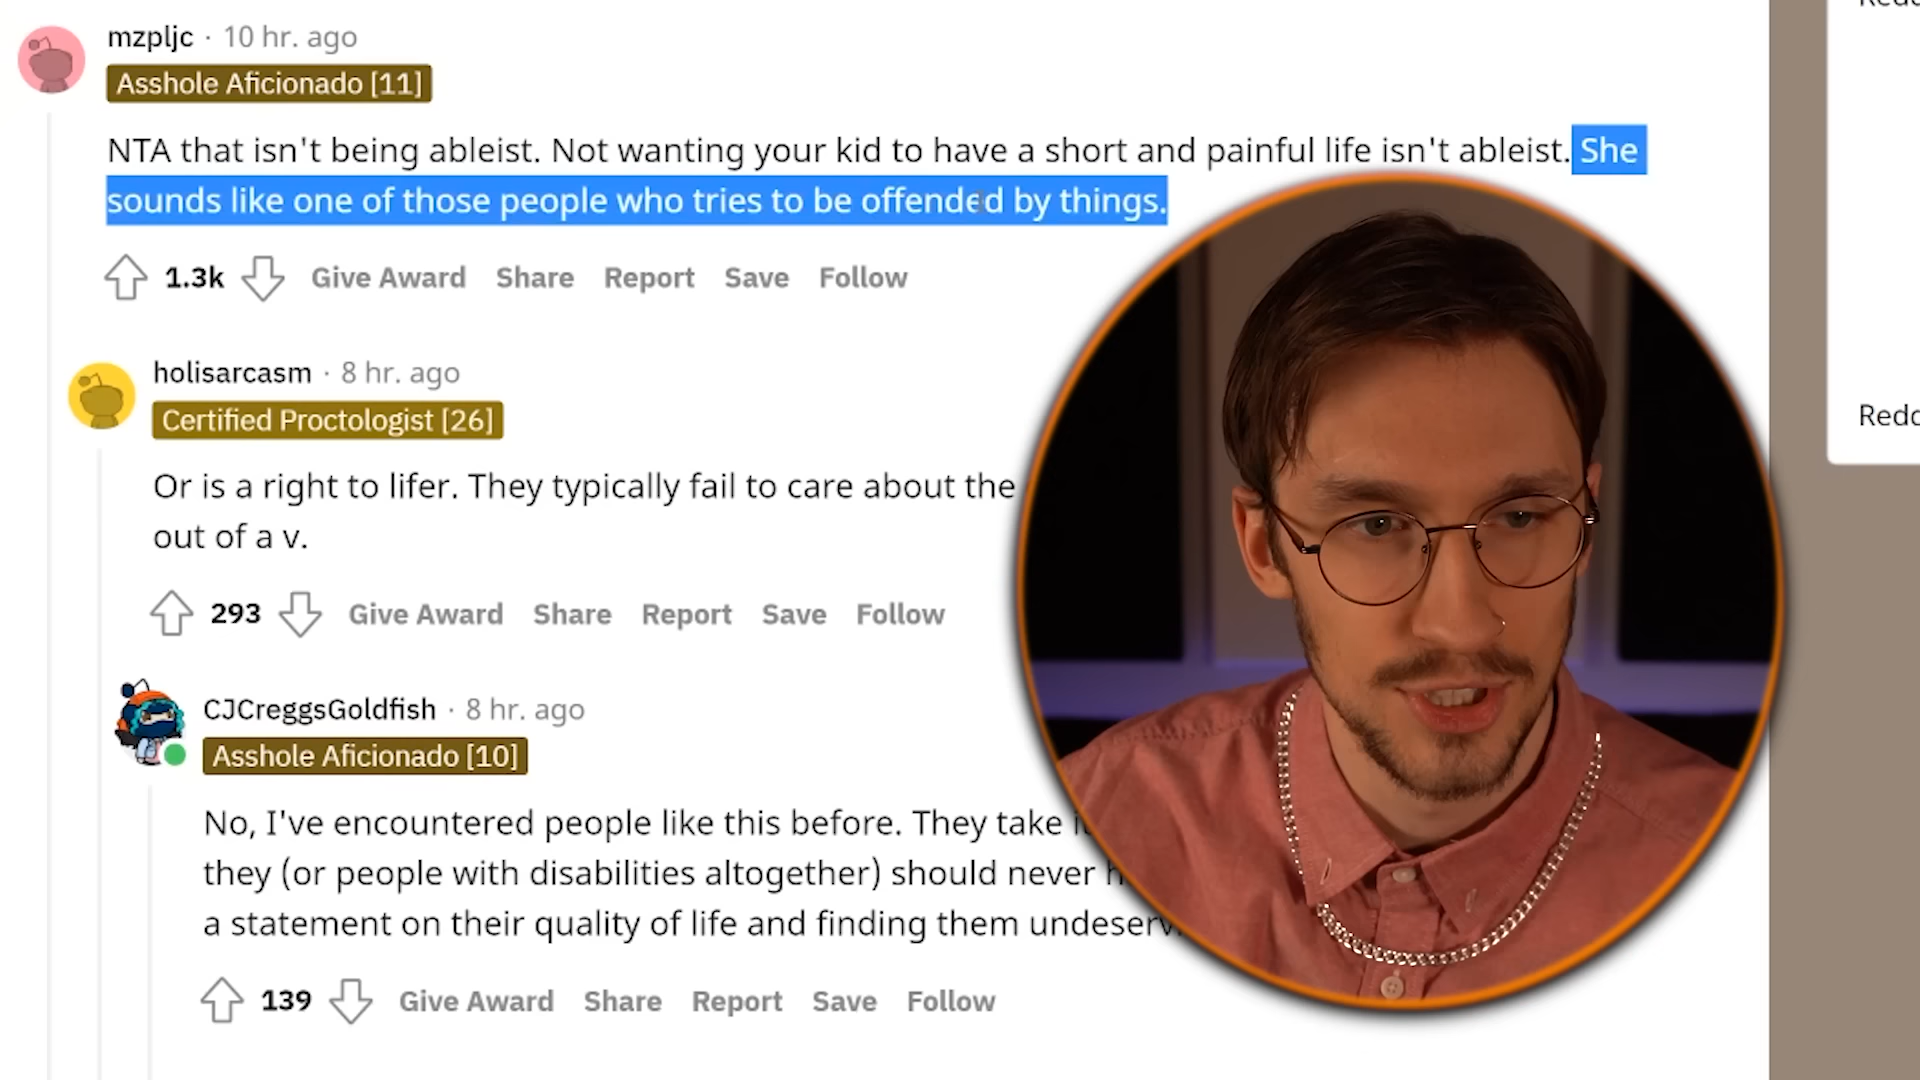 mzpljc · 10 hr. ago
Asshole Aficionado [11]
NTA that isn't being ableist. Not wanting your kid to have a short and painful life isn't ableist. She
sounds like one of those people who tries to be offended by things.
1.3k Give Award Share Report Save Follow
holisarcasm · 8 hr. ago
Certified Proctologist [26]
Redd
Or is a right to lifer. They typically fail to care about the
out of a v.
293 Give Award Share Report Save Follow
CJCreggsGoldfish · 8 hr. ago
Asshole Aficionado [10]
No, I've encountered people like this before. They take
they (or people with disabilities altogether) should never
a statement on their quality of life and finding them
139 Give Award Share Report Save Follow